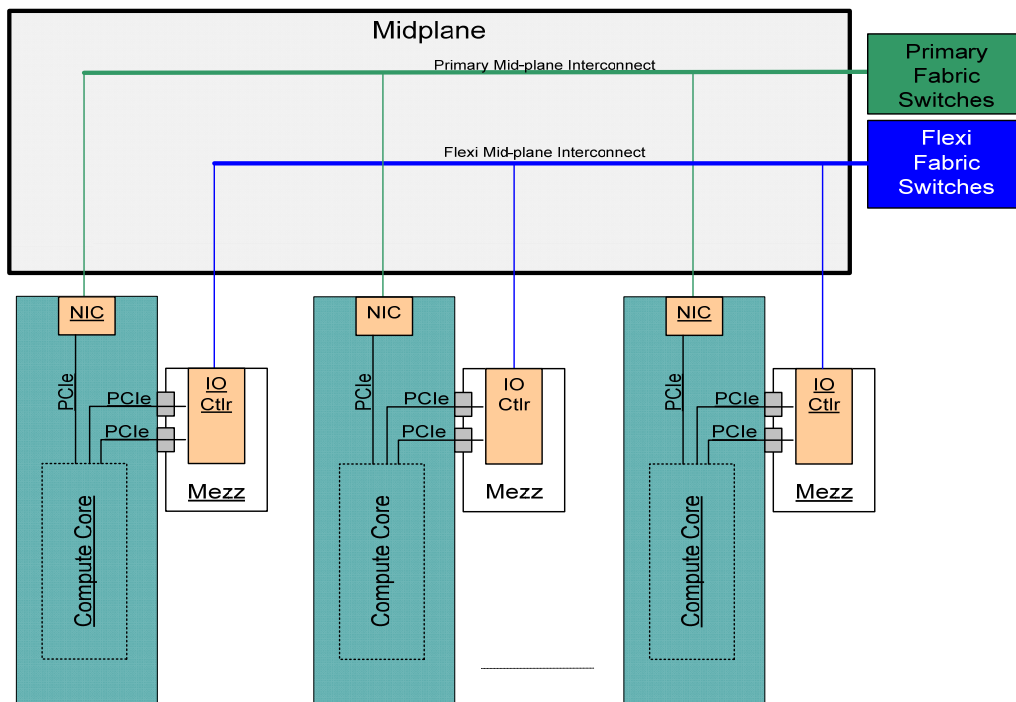 Midplane
Primary Mid-plane Interconnect
Primary
Fabric
Switches
Flexi Mid-plane Interconnect
Flexi
Fabric
Switches
NIC
PCIe
PCIe
PCIe
IO
Ctlr
Mezz
Compute Core
NIC
PCIe
PCIe
PCIe
IO
Ctlr
Mezz
Compute Core
NIC
PCIe
PCIe
PCIe
IO
Ctlr
Mezz
Compute Core